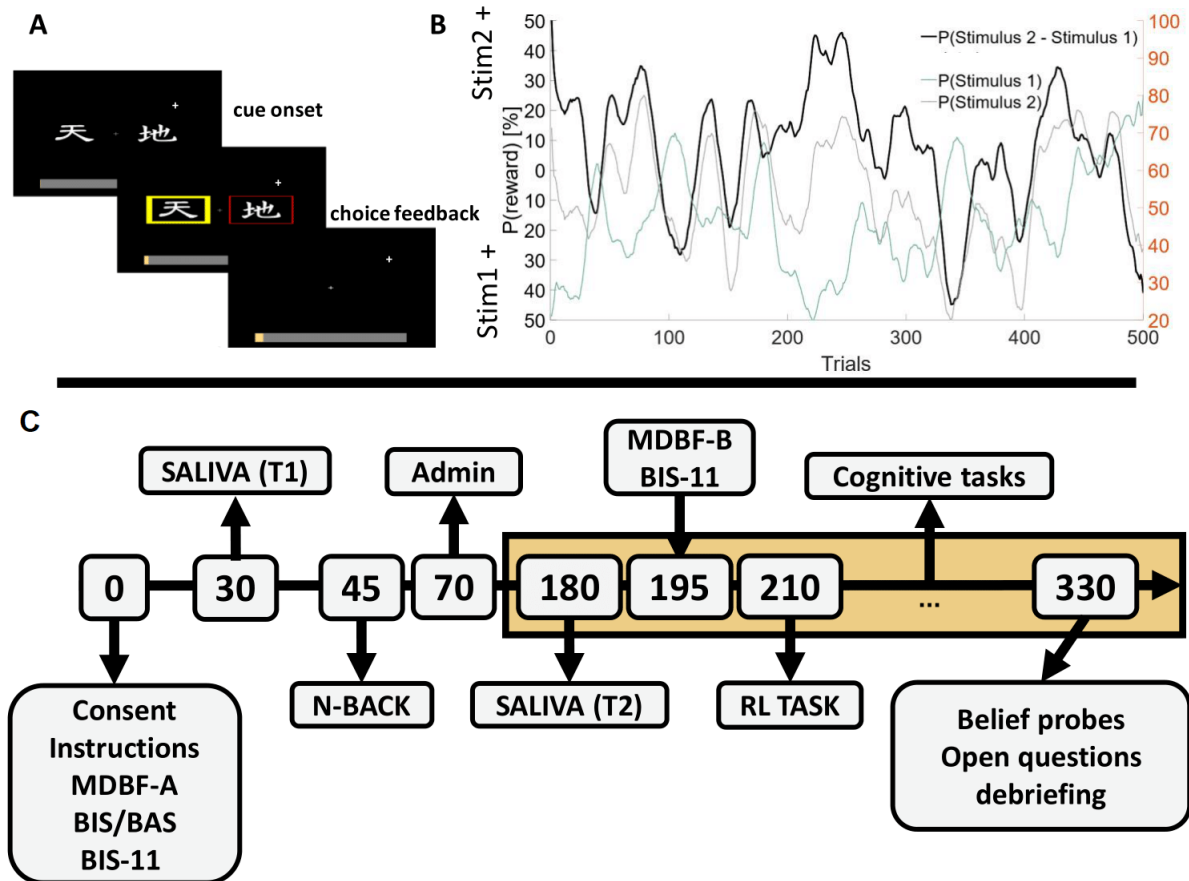 A
天 地
cue onset
天 地
choice feedback
B
Stim2 +
Stim1 +
P(reward) [%]
50
40
30
20
10
0
10
20
30
40
50
P(Stimulus 2 - Stimulus 1)
P(Stimulus 1)
P(Stimulus 2)
100
90
80
70
60
50
40
30
20
0 100 200 300 400 500
Trials
C
SALIVA (T1)
Admin
MDBF-B
BIS-11
Cognitive tasks
0 30 45 70 180 195 210 ... 330
Consent
Instructions
MDBF-A
BIS/BAS
BIS-11
N-BACK
SALIVA (T2)
RL TASK
Belief probes
Open questions
debriefing